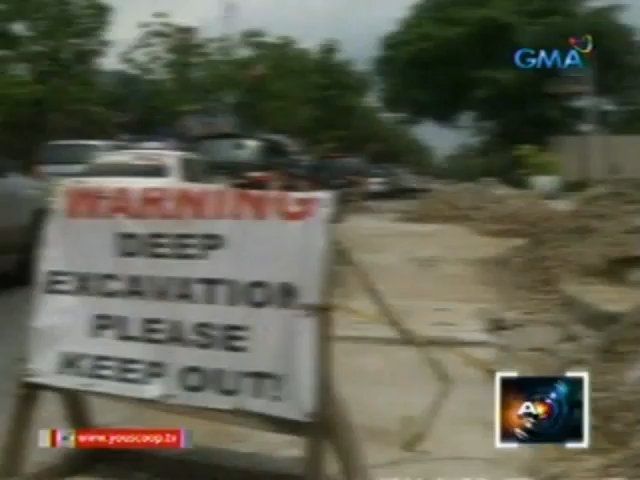 GMA
WARNING
DEEP
EXCAVATION
PLEASE
KEEP OUT!
www.youscoop.tv